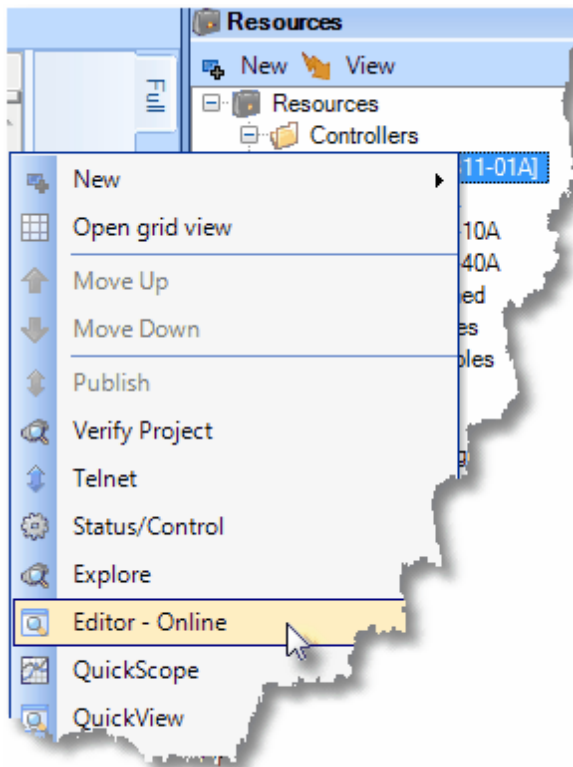 Resources
New View
Full
Resources
Controllers
11-01A]
10A
40A
ed
es
oles
New
Open grid view
Move Up
Move Down
Publish
Verify Project
Telnet
Status/Control
Explore
Editor - Online
QuickScope
QuickView